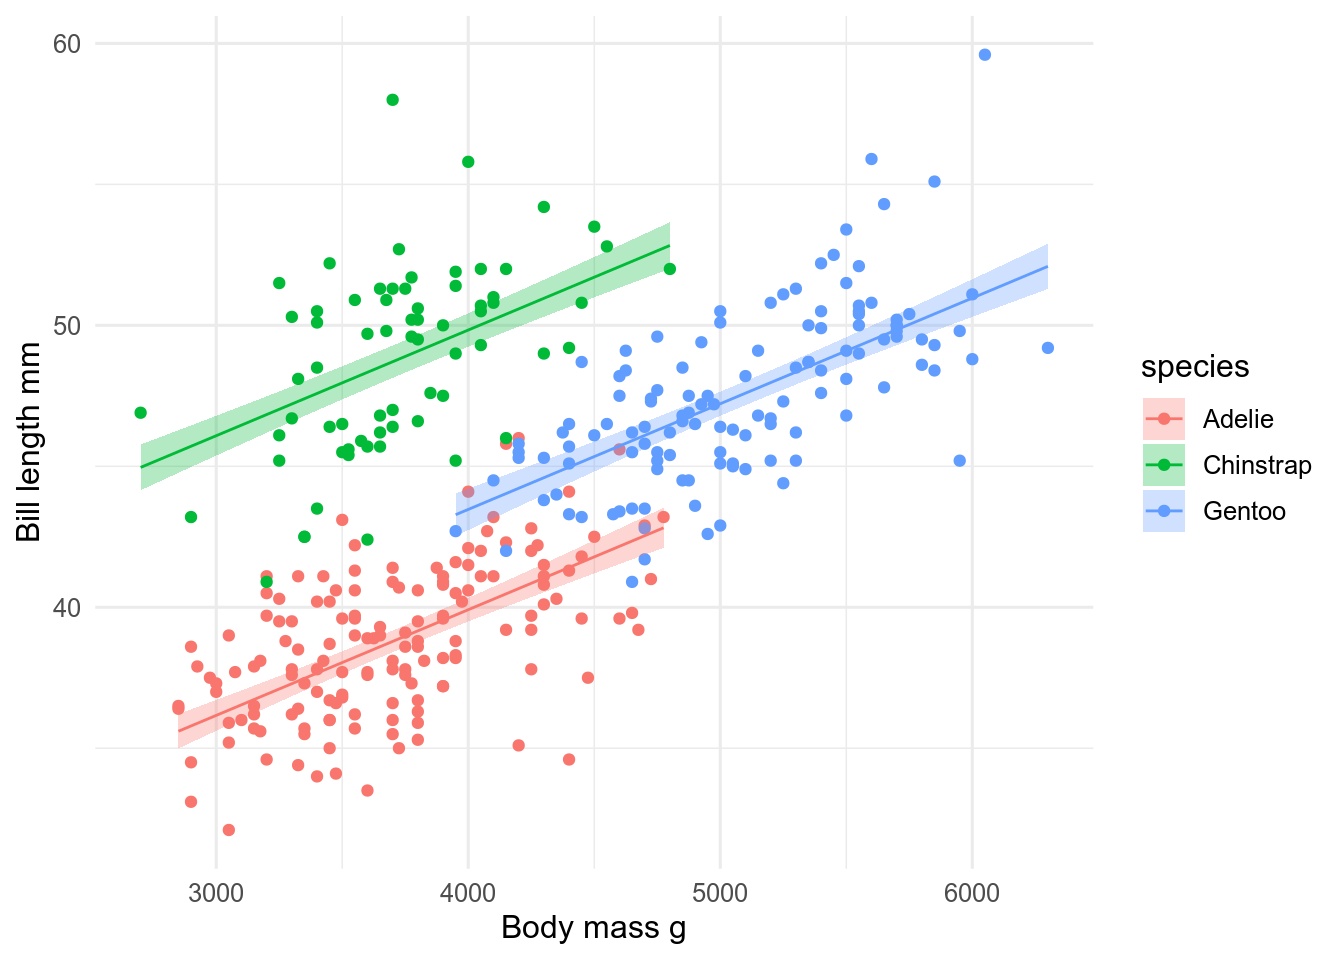 60
50
40
Bill length mm
3000
4000
5000
6000
Body mass g
species
Adelie
Chinstrap
Gentoo